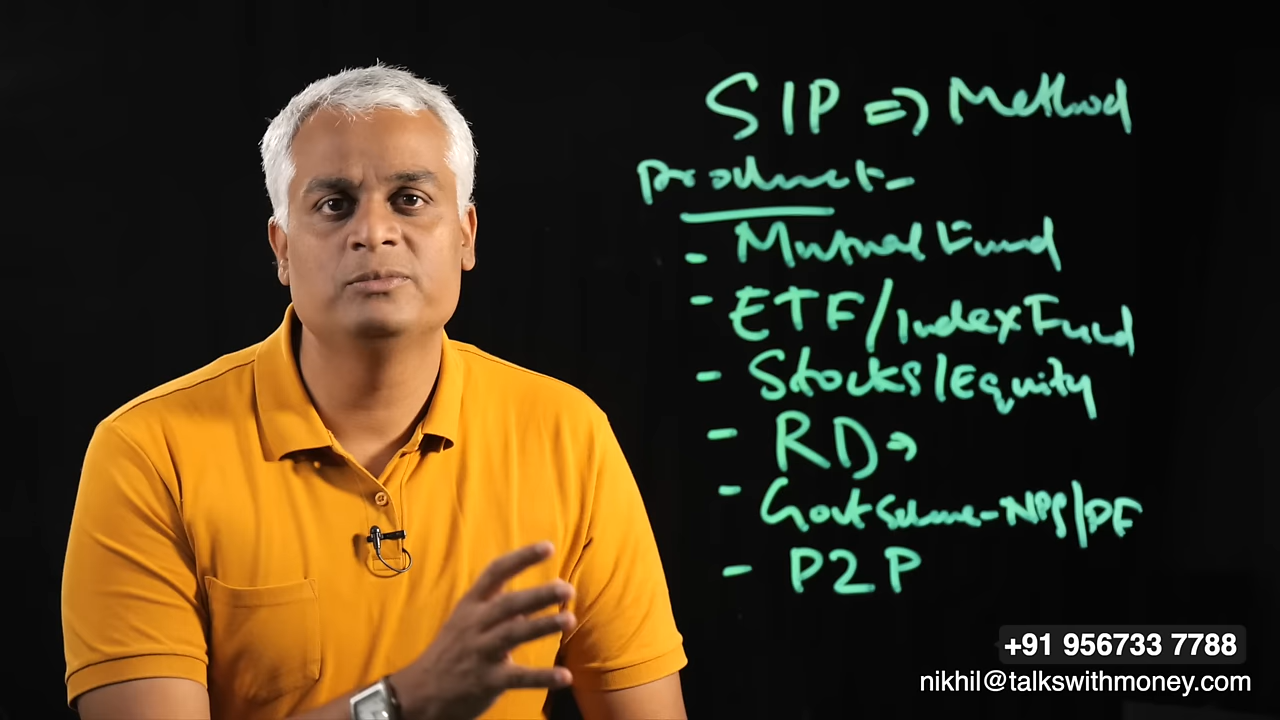 SIP => Method
Product -
- Mutual Fund
- ETF/Index Fund
- Stocks/Equity
- RD →
- Govt Scheme - NPS/PF
- P2P
+91 956733 7788
nikhil@talkswithmoney.com